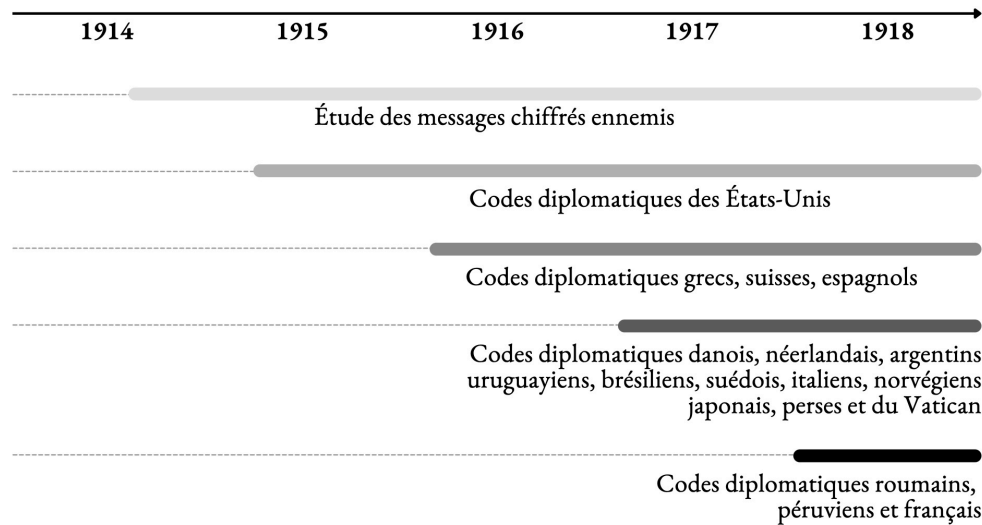 1914 1915 1916 1917 1918
Étude des messages chiffrés ennemis
Codes diplomatiques des États-Unis
Codes diplomatiques grecs, suisses, espagnols
Codes diplomatiques danois, néerlandais, argentins
uruguayiens, brésiliens, suédois, italiens, norvégiens
japonais, perses et du Vatican
Codes diplomatiques roumains,
péruviens et français